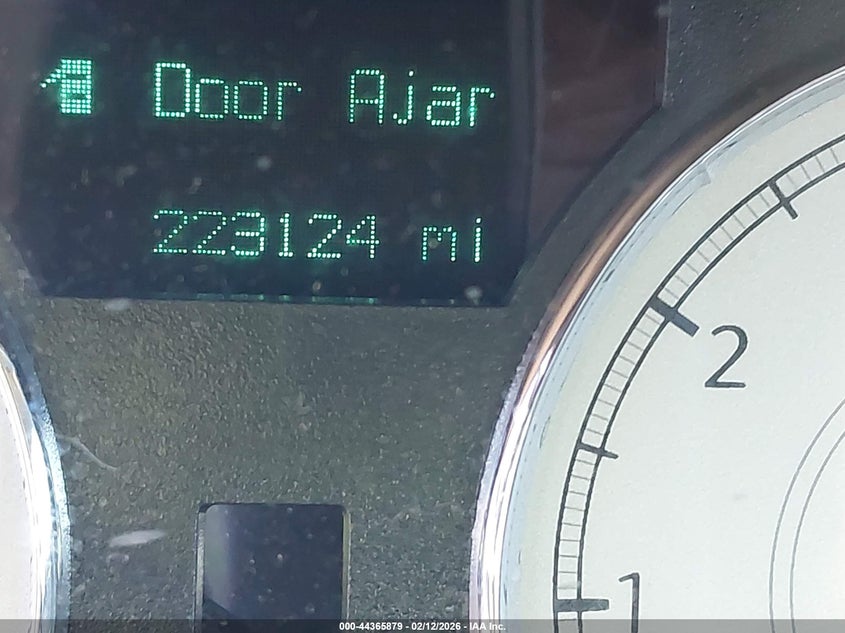 Door Ajar
223124 mi
2
1
000-44365879 - 02/12/2026 - IAA Inc.